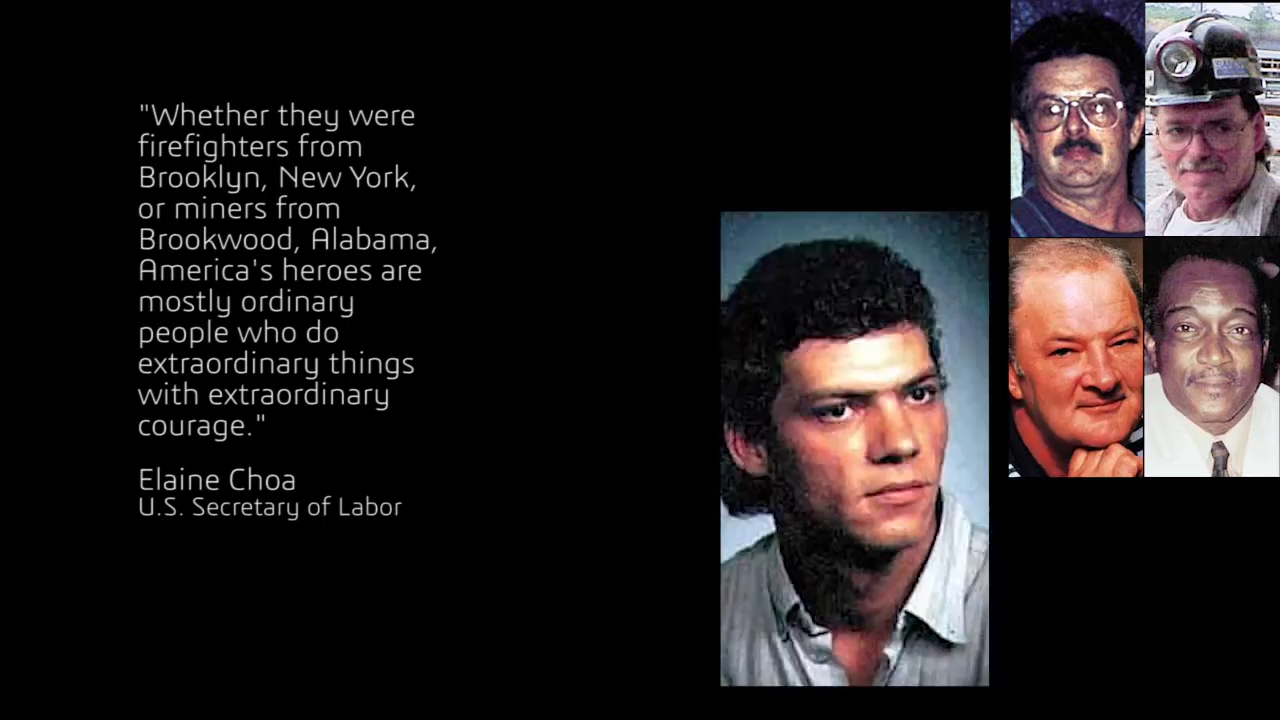 "Whether they were
firefighters from
Brooklyn, New York,
or miners from
Brookwood, Alabama,
America's heroes are
mostly ordinary
people who do
extraordinary things
with extraordinary
courage."
Elaine Choa
U.S. Secretary of Labor